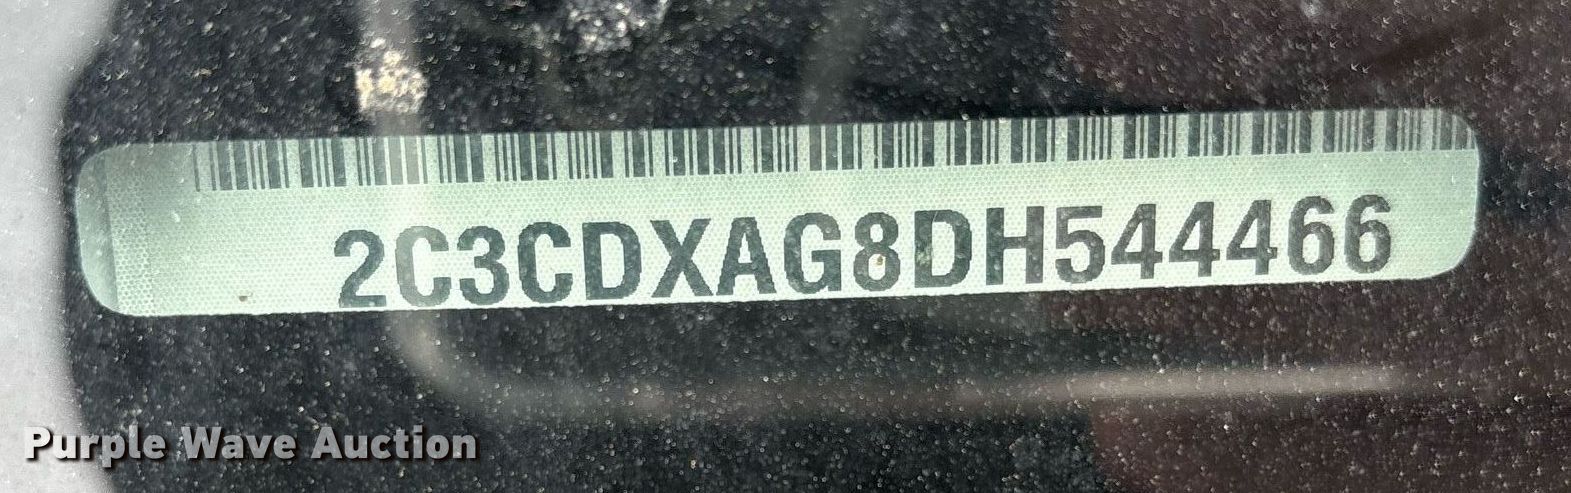 2C3CDXAG8DH544466
Purple Wave Auction